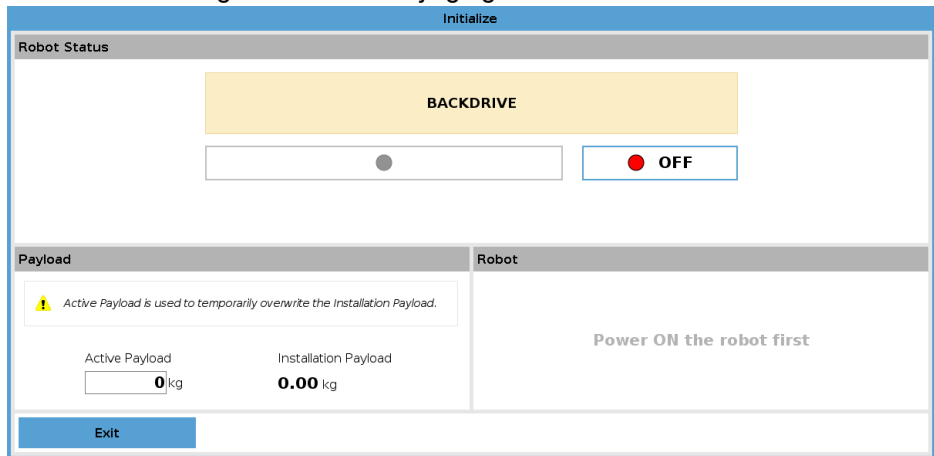 Initialize
Robot Status
BACKDRIVE
OFF
Payload
Robot
Active Payload is used to temporarily overwrite the Installation Payload.
Power ON the robot first
Active Payload
Installation Payload
0 kg
0.00 kg
Exit